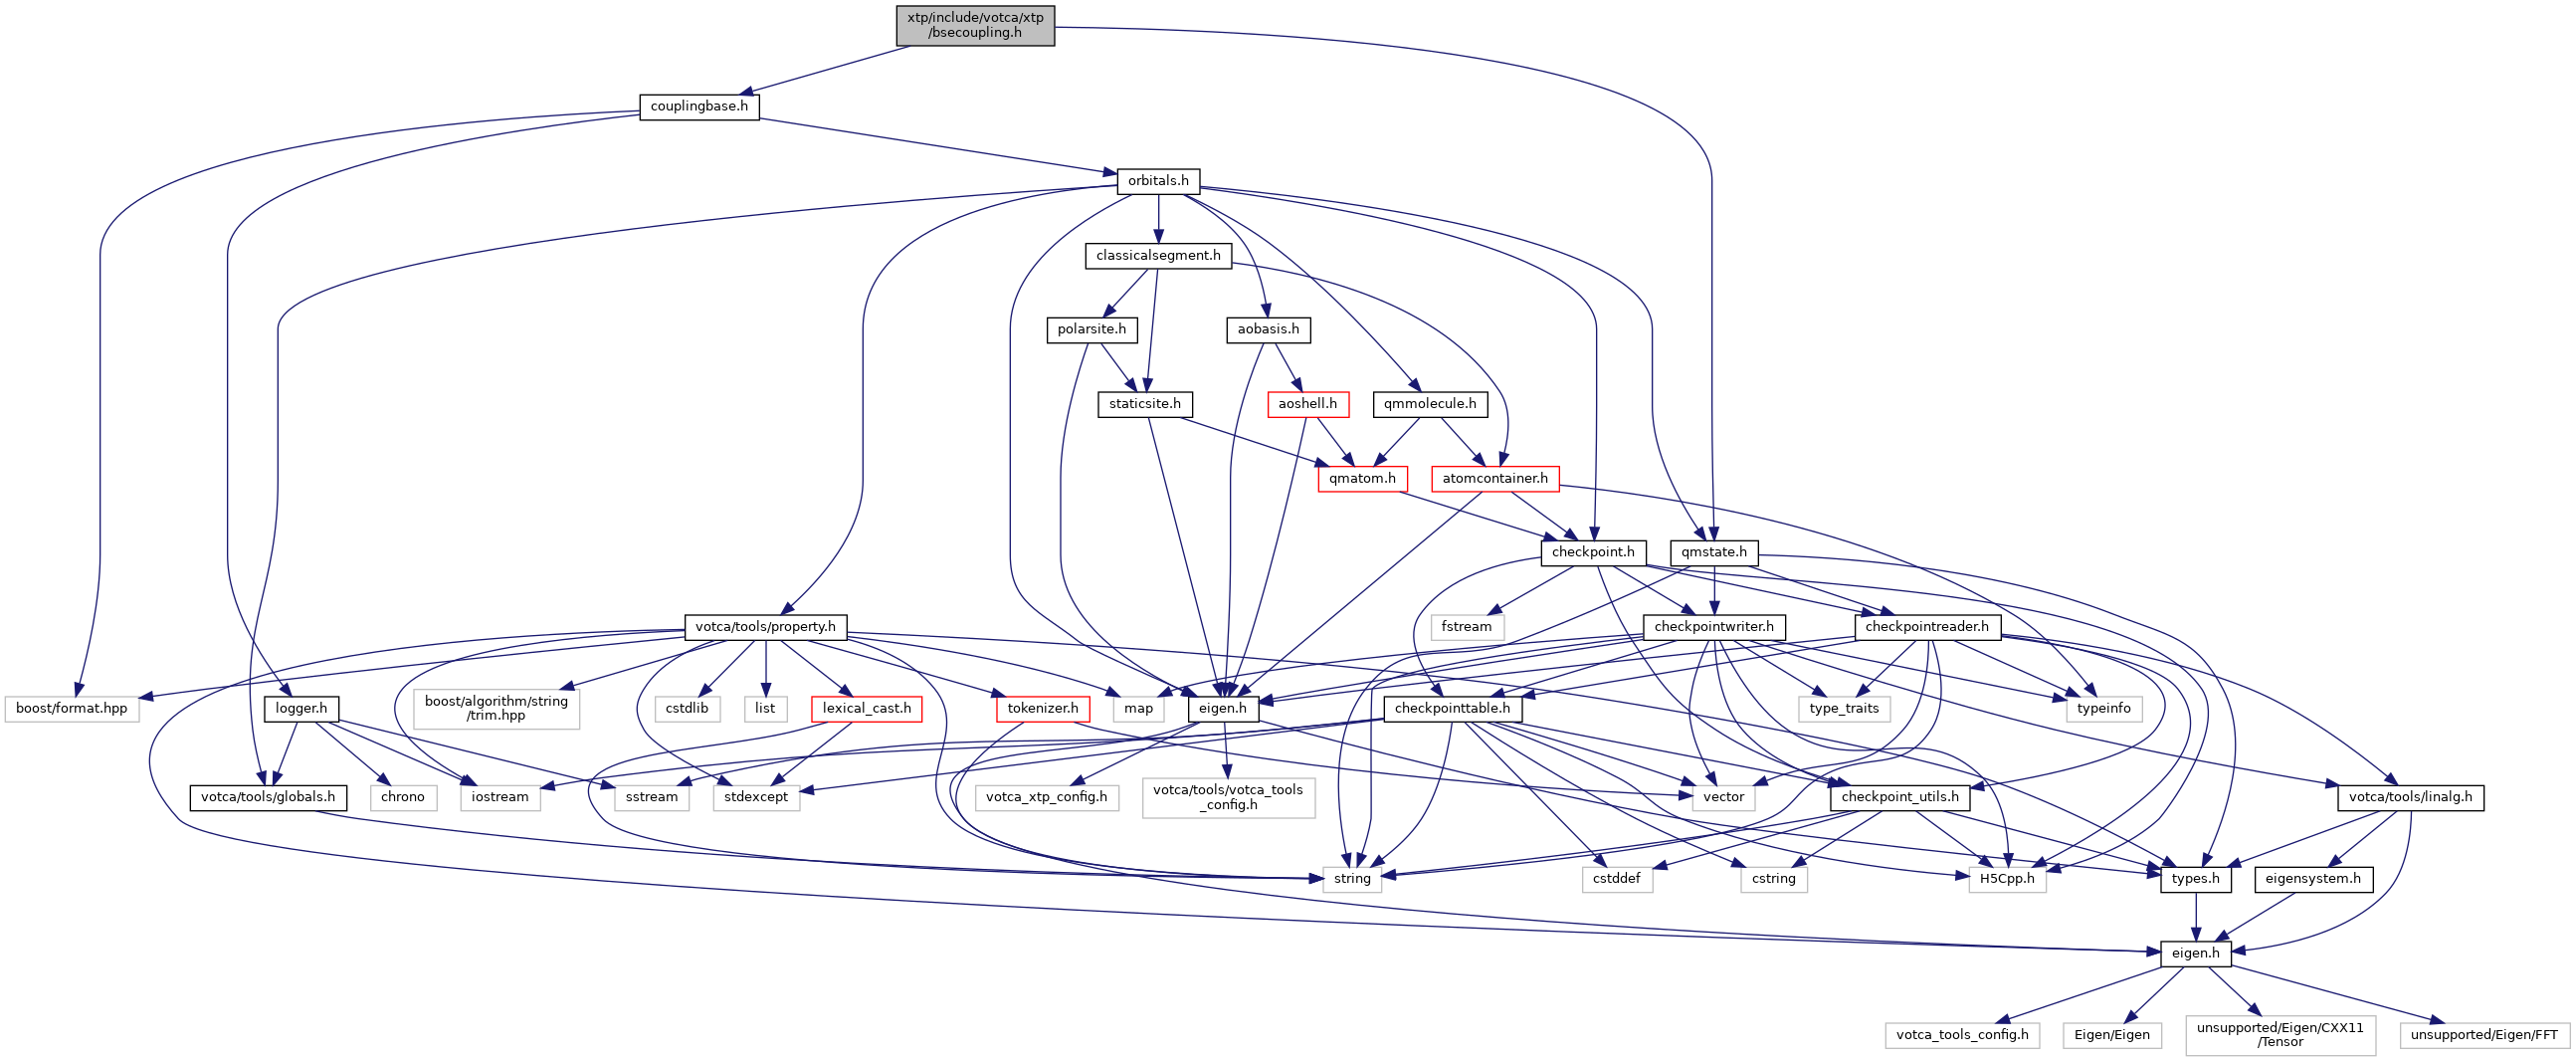 xtp/include/votca/xtp
/bsecoupling.h
couplingbase.h
orbitals.h
classicalsegment.h
polarsite.h
aobasis.h
staticsite.h
aoshell.h
qmmolecule.h
qmatom.h
atomcontainer.h
checkpoint.h
qmstate.h
votca/tools/property.h
fstream
checkpointwriter.h
checkpointreader.h
boost/format.hpp
logger.h
boost/algorithm/string
/trim.hpp
cstdlib
list
lexical_cast.h
tokenizer.h
map
eigen.h
checkpointtable.h
type_traits
typeinfo
votca/tools/globals.h
chrono
iostream
sstream
stdexcept
votca_xtp_config.h
votca/tools/votca_tools
_config.h
vector
checkpoint_utils.h
votca/tools/linalg.h
string
cstddef
cstring
H5Cpp.h
types.h
eigensystem.h
eigen.h
votca_tools_config.h
Eigen/Eigen
unsupported/Eigen/CXX11
/Tensor
unsupported/Eigen/FFT